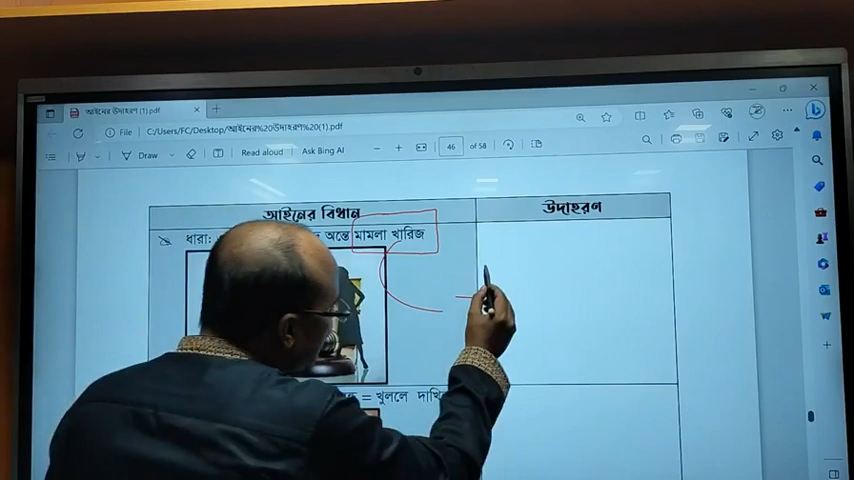 আইনের উদাহরণ (1).pdf
File C:/Users/FC/Desktop/আইনের%20উদাহরণ%20(1).pdf
Draw Read aloud Ask Bing AI 46 of 58
আইনের বিধান উদাহরণ
ধারা: অন্তে মামলা খারিজ
= খুললে